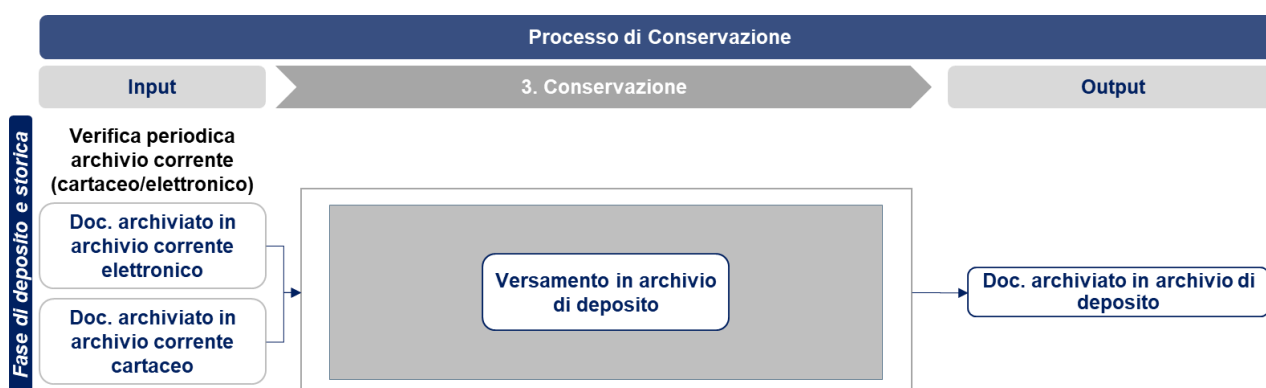 Processo di Conservazione
Input
3. Conservazione
Output
Fase di deposito e storica
Verifica periodica
archivio corrente
(cartaceo/elettronico)
Doc. archiviato in
archivio corrente
elettronico
Doc. archiviato in
archivio corrente
cartaceo
Versamento in archivio
di deposito
Doc. archiviato in archivio di
deposito